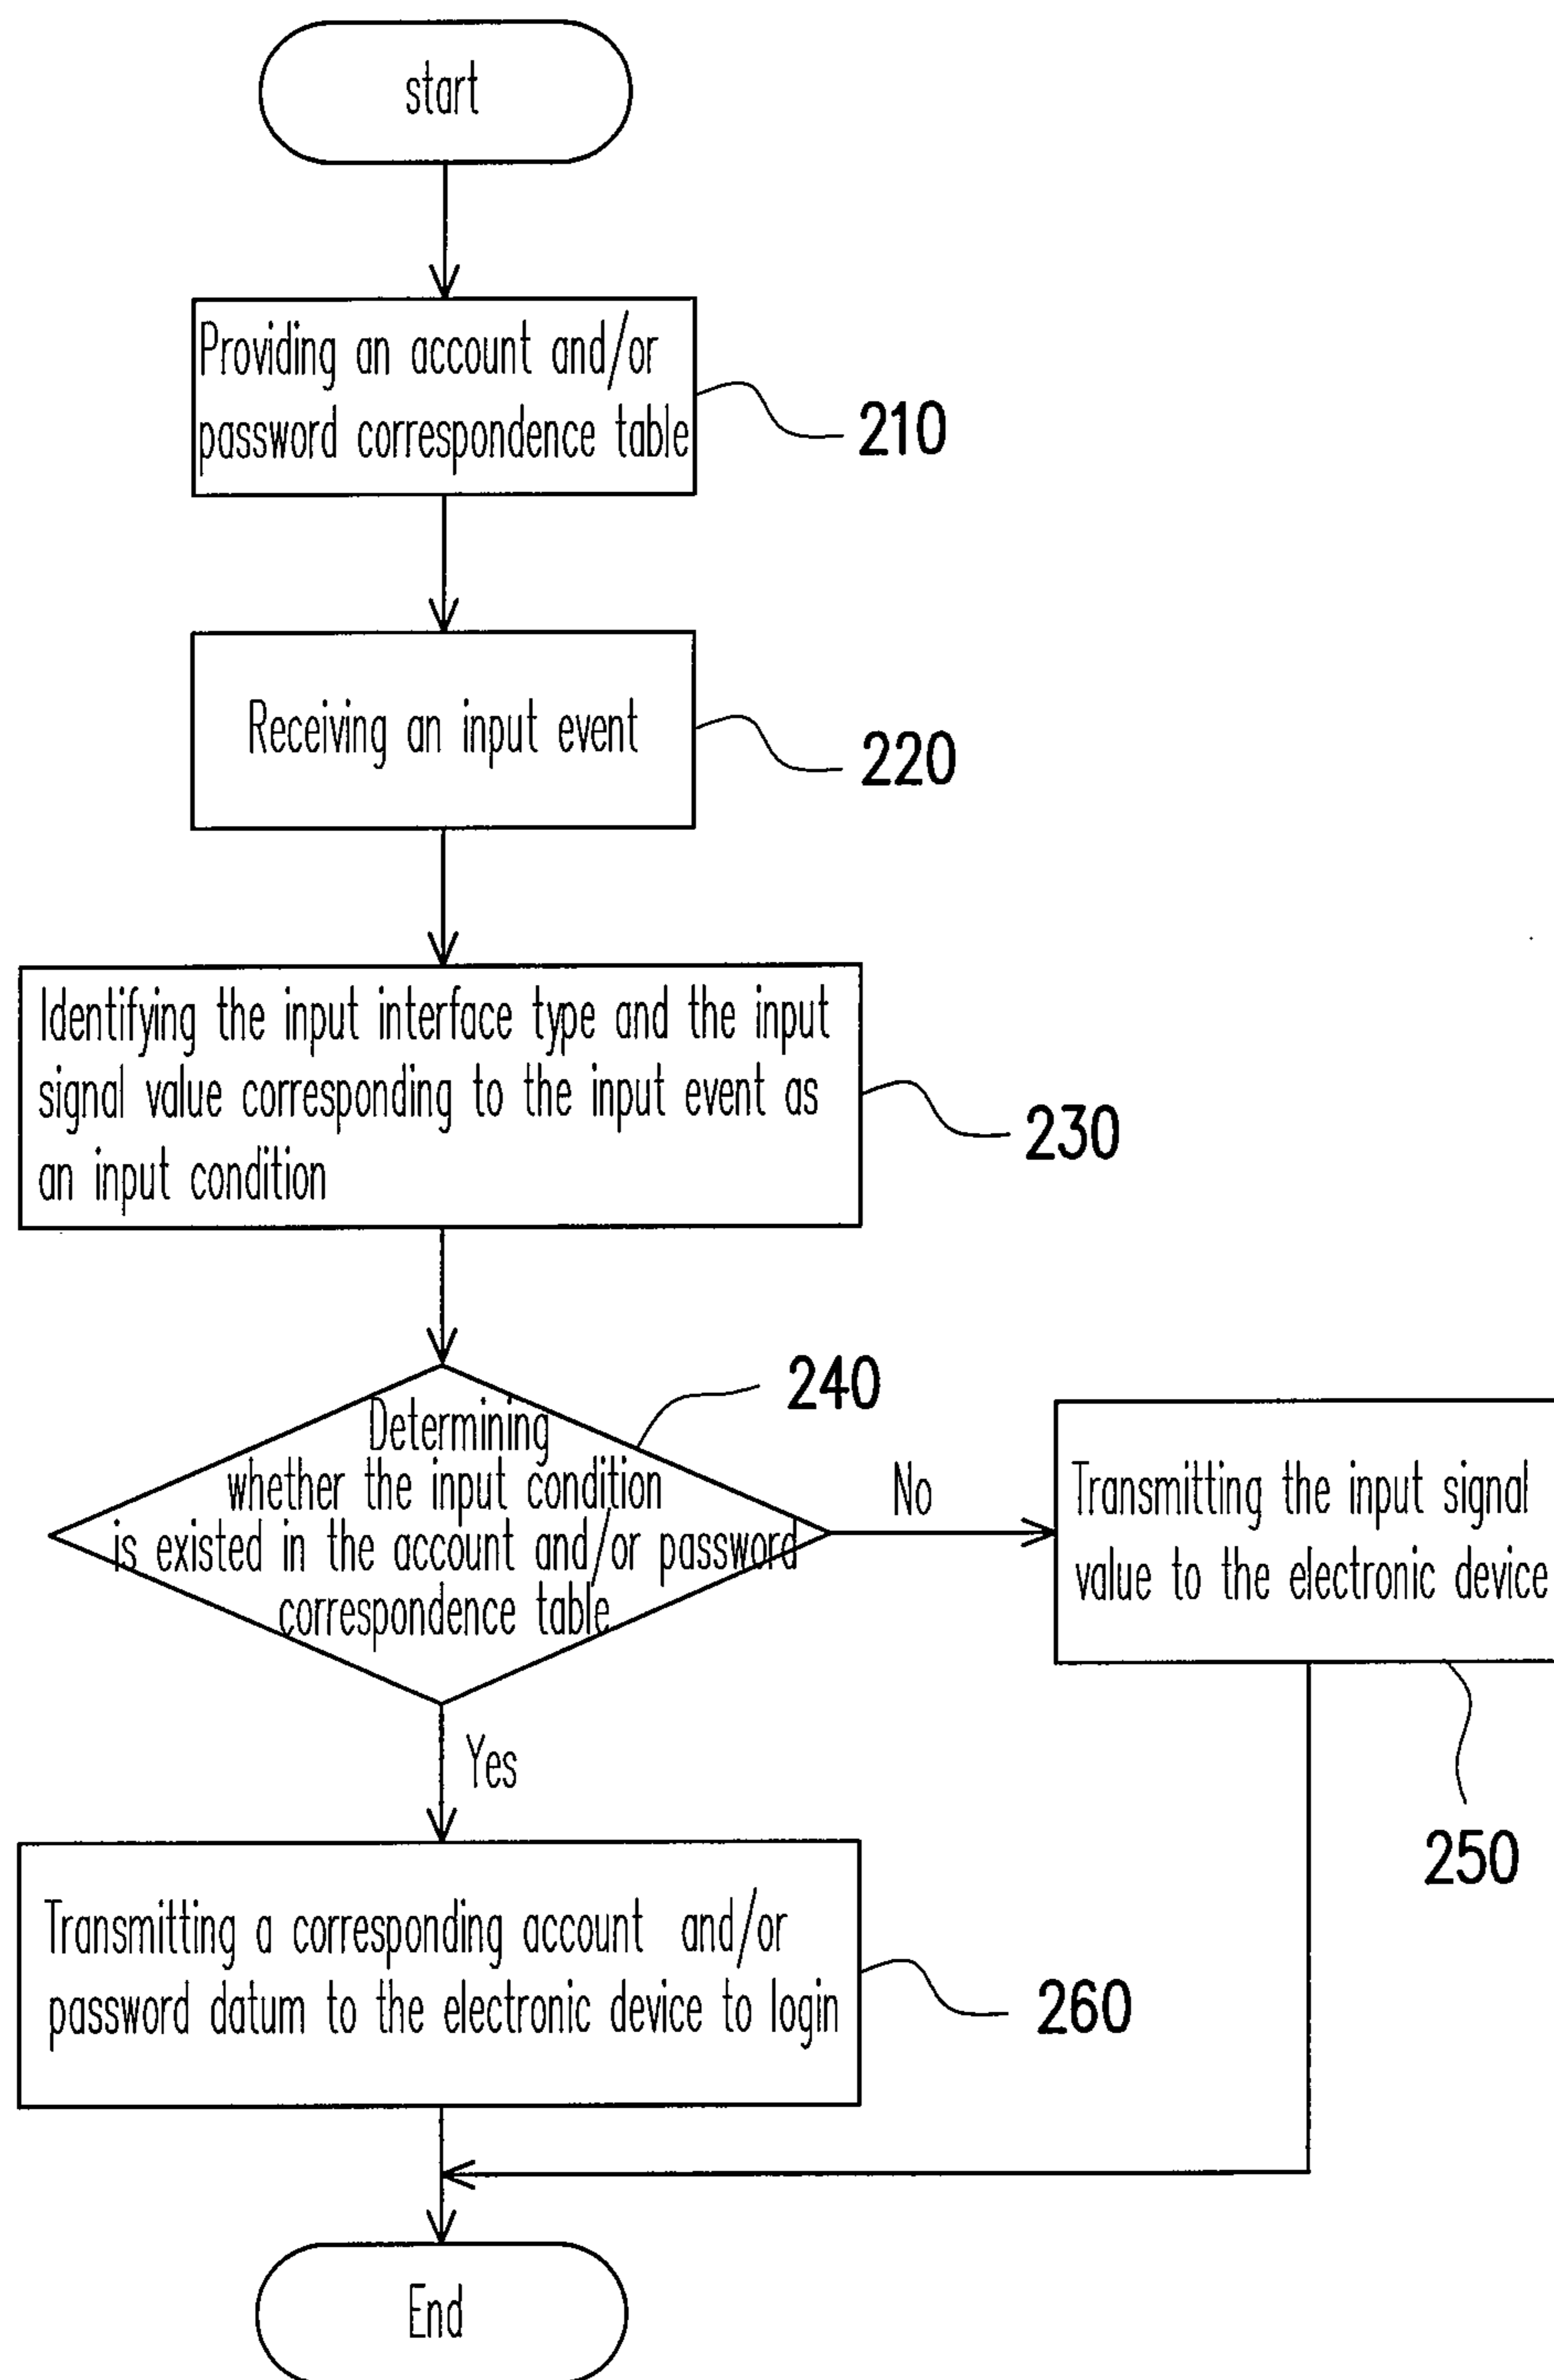 start
Providing an account and/or
password correspondence table
210
Receiving an input event
220
Identifying the input interface type and the input
signal value corresponding to the input event as
an input condition
230
240
Determining
whether the input condition
is existed in the account and/or password
correspondence table
No
Transmitting the input signal
value to the electronic device
250
Yes
Transmitting a corresponding account and/or
password datum to the electronic device to login
260
End